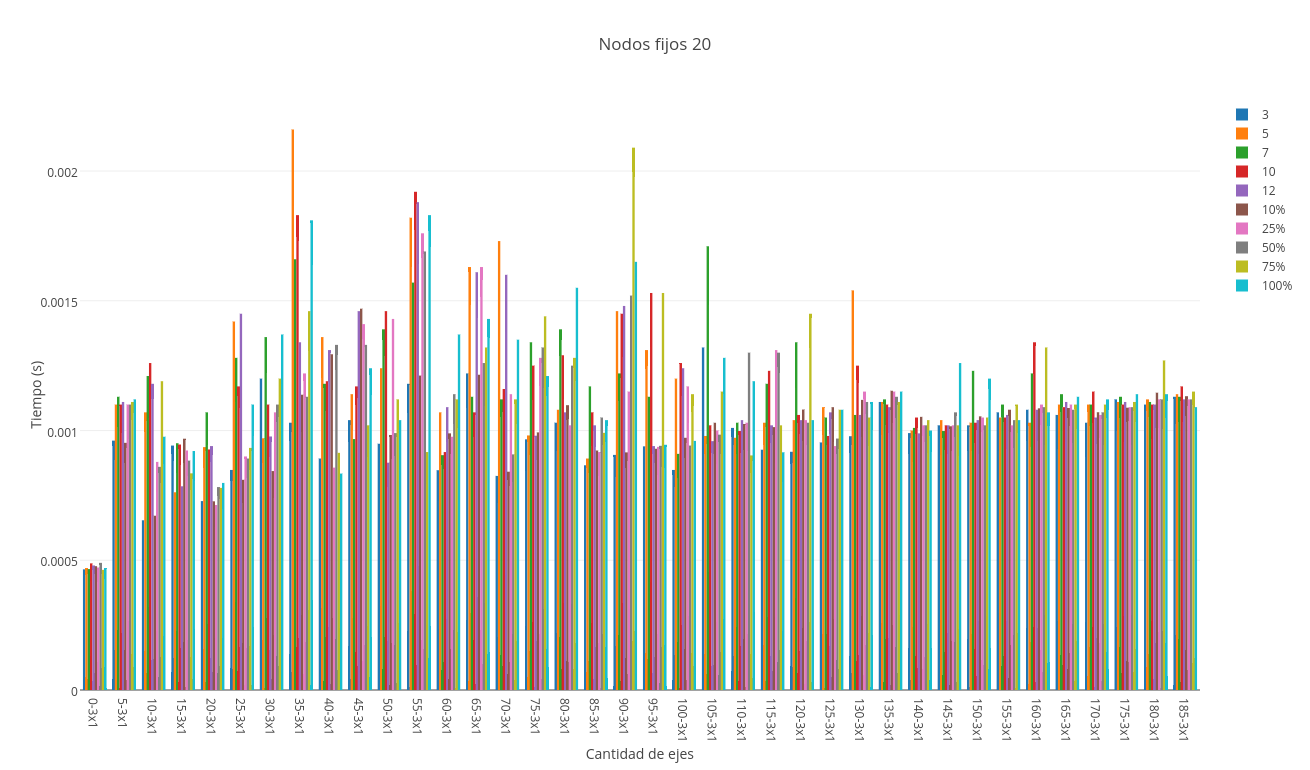 Nodos fijos 20
3
5
7
10
12
10%
25%
50%
75%
100%
Tiempo (s)
0.002
0.0015
0.001
0.0005
0
0-3x1
5-3x1
10-3x1
15-3x1
20-3x1
25-3x1
30-3x1
35-3x1
40-3x1
45-3x1
50-3x1
55-3x1
60-3x1
65-3x1
70-3x1
75-3x1
80-3x1
85-3x1
90-3x1
95-3x1
100-3x1
105-3x1
110-3x1
115-3x1
120-3x1
125-3x1
130-3x1
135-3x1
140-3x1
145-3x1
150-3x1
155-3x1
160-3x1
165-3x1
170-3x1
175-3x1
180-3x1
185-3x1
Cantidad de ejes